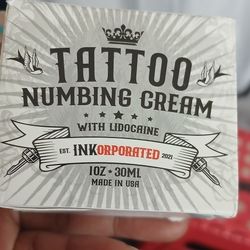 TATTOO
NUMBING CREAM
WITH LIDOCAINE
EST. INKORPORATED 2021
1OZ * 30ML
MADE IN USA